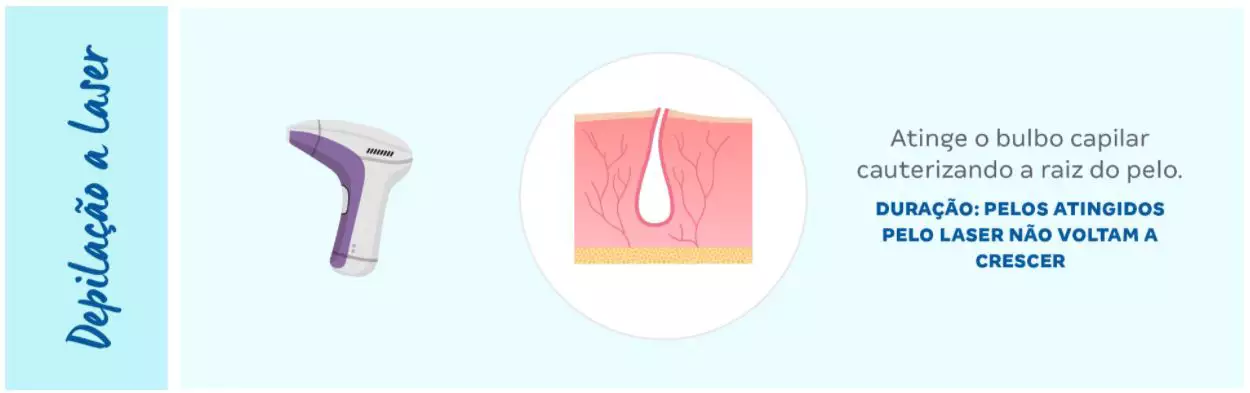 Depilação a laser
Atinge o bulbo capilar
cauterizando a raiz do pelo.
DURAÇÃO: PELOS ATINGIDOS
PELO LASER NÃO VOLTAM A
CRESCER